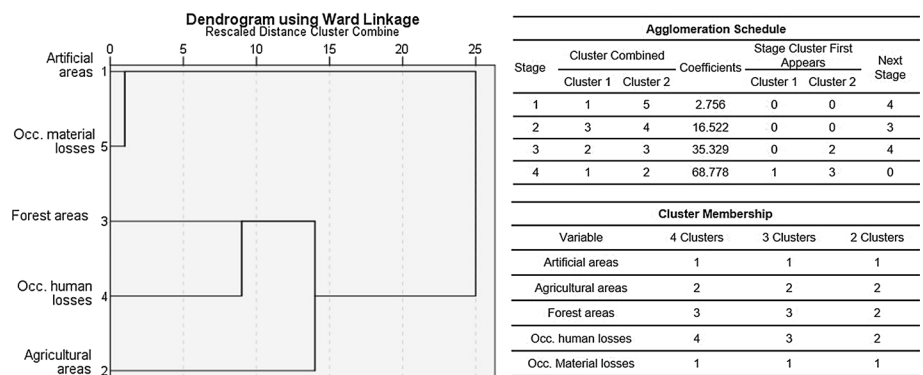 Dendrogram using Ward Linkage
Rescaled Distance Cluster Combine
0 5 10 15 20 25
Artificial
areas 1
Occ. material
losses 5
Forest areas 3
Occ. human
losses 4
Agricultural
areas 2
Agglomeration Schedule
Stage Cluster Combined Coefficients Stage Cluster First Appears Next Stage
Cluster 1 Cluster 2 Cluster 1 Cluster 2
1 1 5 2.756 0 0 4
2 3 4 16.522 0 0 3
3 2 3 35.329 0 2 4
4 1 2 68.778 1 3 0
Cluster Membership
Variable 4 Clusters 3 Clusters 2 Clusters
Artificial areas 1 1 1
Agricultural areas 2 2 2
Forest areas 3 3 2
Occ. human losses 4 3 2
Occ. Material losses 1 1 1